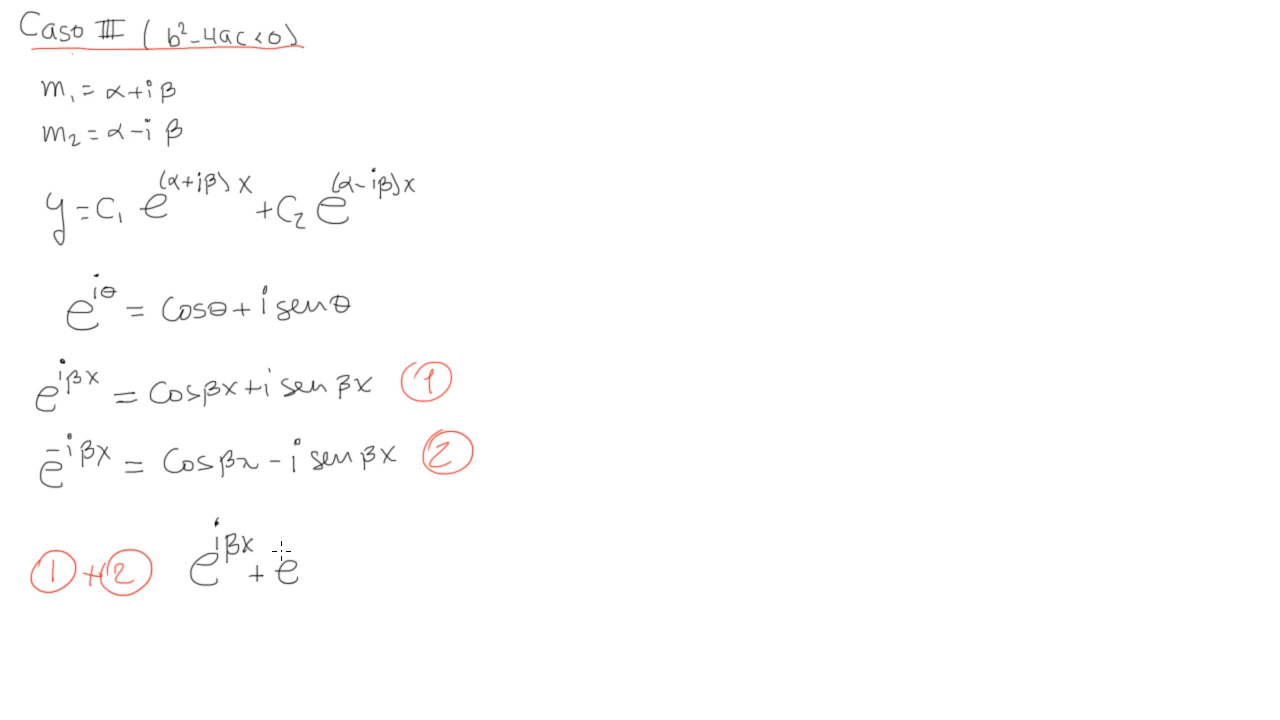 Caso III ( b²-4ac<0)
m₁ = α+iβ
m₂ = α-iβ
y = C₁ e^(α+iβ)x + C₂ e^(α-iβ)x
e^iθ = Cosθ + i senθ
e^iβx = Cosβx + i sen βx ①
e^-iβx = Cosβx - i sen βx ②
① + ② e^iβx + e